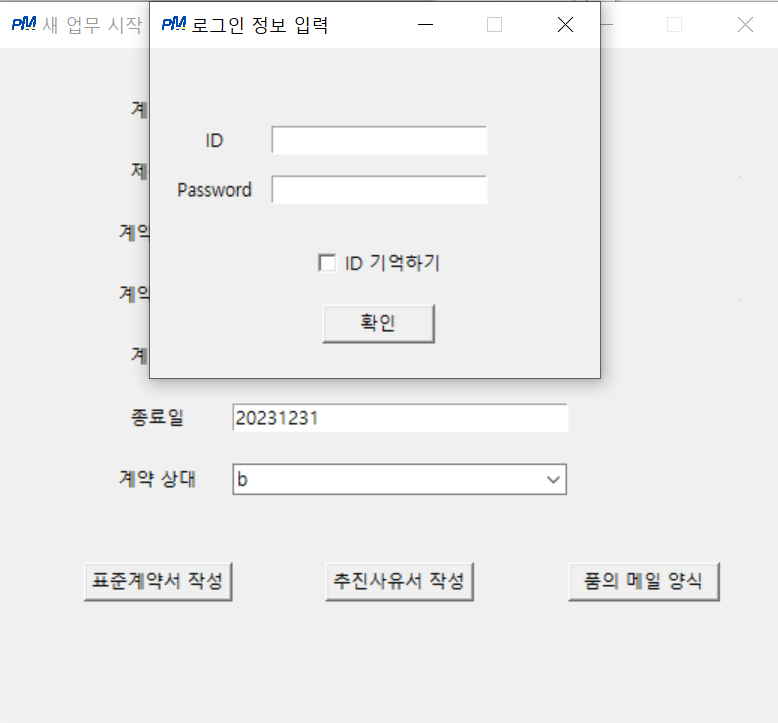 PM 새 업무 시작
PM 로그인 정보 입력
ID
Password
ID 기억하기
확인
계
제
계약
계약
계
종료일 20231231
계약 상대 b
표준계약서 작성 추진사유서 작성 품의 메일 양식